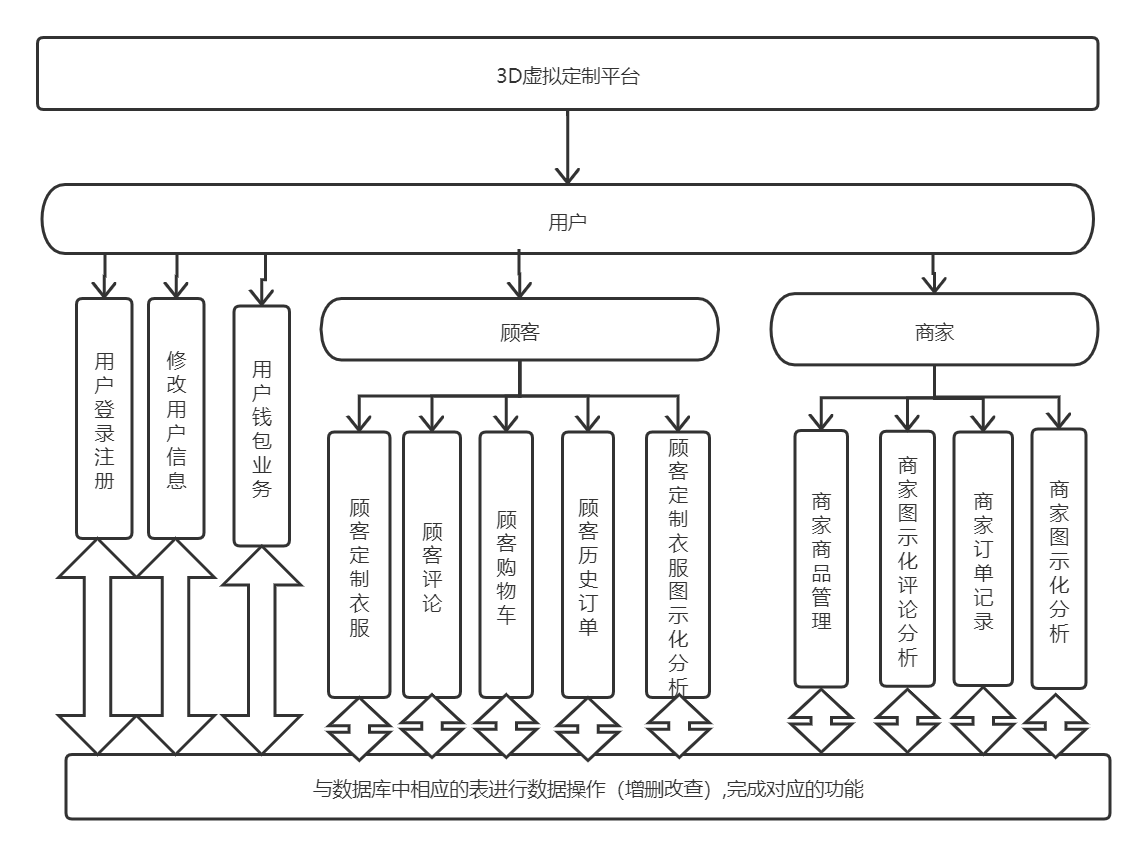 3D虚拟定制平台
用户
顾客
商家
用户登录注册
修改用户信息
用户钱包业务
顾客定制衣服
顾客评论
顾客购物车
顾客历史订单
顾客定制衣服图示化分析
商家商品管理
商家图示化评论分析
商家订单记录
商家图示化分析
与数据库中相应的表进行数据操作（增删改查）,完成对应的功能